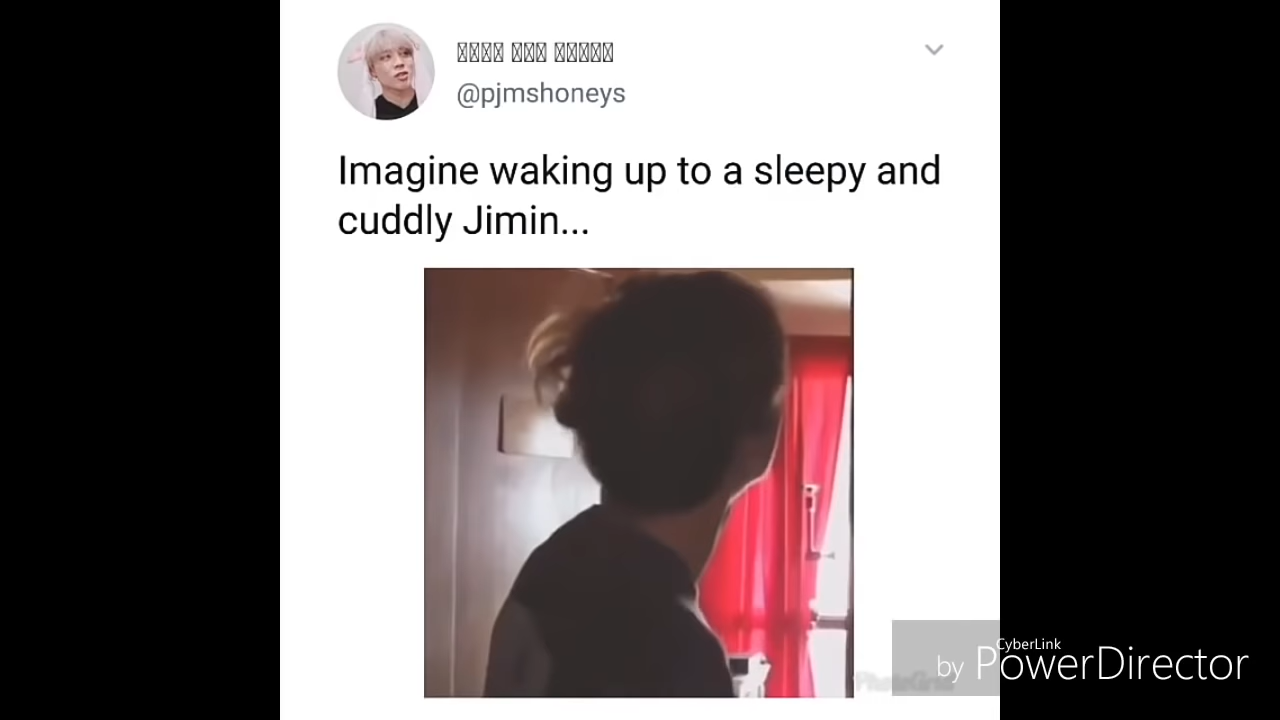 @pjmshoneys
Imagine waking up to a sleepy and
cuddly Jimin...
CyberLink
by PowerDirector